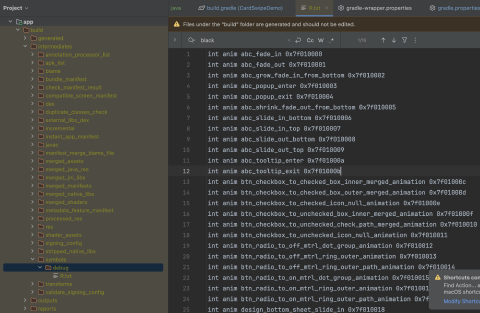 Project
app
build
generated
intermediates
annotation_processor_list
apk_list
blame
bundle_manifest
check_manifest_result
compatible_screen_manifest
dex
duplicate_classes_check
external_libs_dex
incremental
instant_app_manifest
javac
manifest_merge_blame_file
merged_assets
merged_java_res
merged_jni_libs
merged_manifests
merged_native_libs
merged_shaders
metadata_feature_manifest
processed_res
res
shader_assets
signing_config
stripped_native_libs
symbols
debug
R.txt
transforms
validate_signing_config
outputs
reports
java
build.gradle (CardSwipeDemo)
R.txt
gradle-wrapper.properties
gradle.properties
Files under the "build" folder are generated and should not be edited.
black
Cc
W
.*
1 int anim abc_fade_in 0x7f010000
2 int anim abc_fade_out 0x7f010001
3 int anim abc_grow_fade_in_from_bottom 0x7f010002
4 int anim abc_popup_enter 0x7f010003
5 int anim abc_popup_exit 0x7f010004
6 int anim abc_shrink_fade_out_from_bottom 0x7f010005
7 int anim abc_slide_in_bottom 0x7f010006
8 int anim abc_slide_in_top 0x7f010007
9 int anim abc_slide_out_bottom 0x7f010008
10 int anim abc_slide_out_top 0x7f010009
11 int anim abc_tooltip_enter 0x7f01000a
12 int anim abc_tooltip_exit 0x7f01000b
13 int anim btn_checkbox_to_checked_box_inner_merged_animation 0x7f01000c
14 int anim btn_checkbox_to_checked_box_outer_merged_animation 0x7f01000d
15 int anim btn_checkbox_to_checked_icon_null_animation 0x7f01000e
16 int anim btn_checkbox_to_unchecked_box_inner_merged_animation 0x7f01000f
17 int anim btn_checkbox_to_unchecked_check_path_merged_animation 0x7f010010
18 int anim btn_checkbox_to_unchecked_icon_null_animation 0x7f010011
19 int anim btn_radio_to_off_mtrl_dot_group_animation 0x7f010012
20 int anim btn_radio_to_off_mtrl_ring_outer_animation 0x7f010013
21 int anim btn_radio_to_off_mtrl_ring_outer_path_animation 0x7f010014
22 int anim btn_radio_to_on_mtrl_dot_group_animation 0x7f010015
23 int anim btn_radio_to_on_mtrl_ring_outer_animation 0x7f01001
24 int anim btn_radio_to_on_mtrl_ring_outer_path_animation 0x7
25 int anim design_bottom_sheet_slide_in 0x7f010018
Shortcuts con
Find Action...
macOS shortcu
Modify Shortc